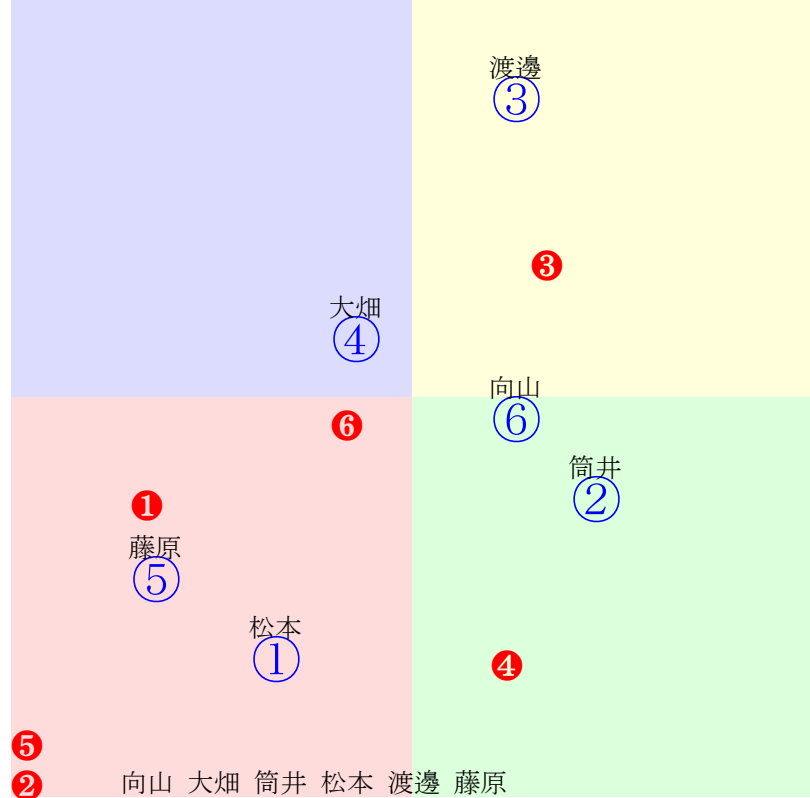 渡邊
③
❸
大畑
④
向山
⑥
❻
筒井
②
❶
藤原
⑤
松本
①
❹
❺
❷ 向山 大畑 筒井 松本 渡邊 藤原